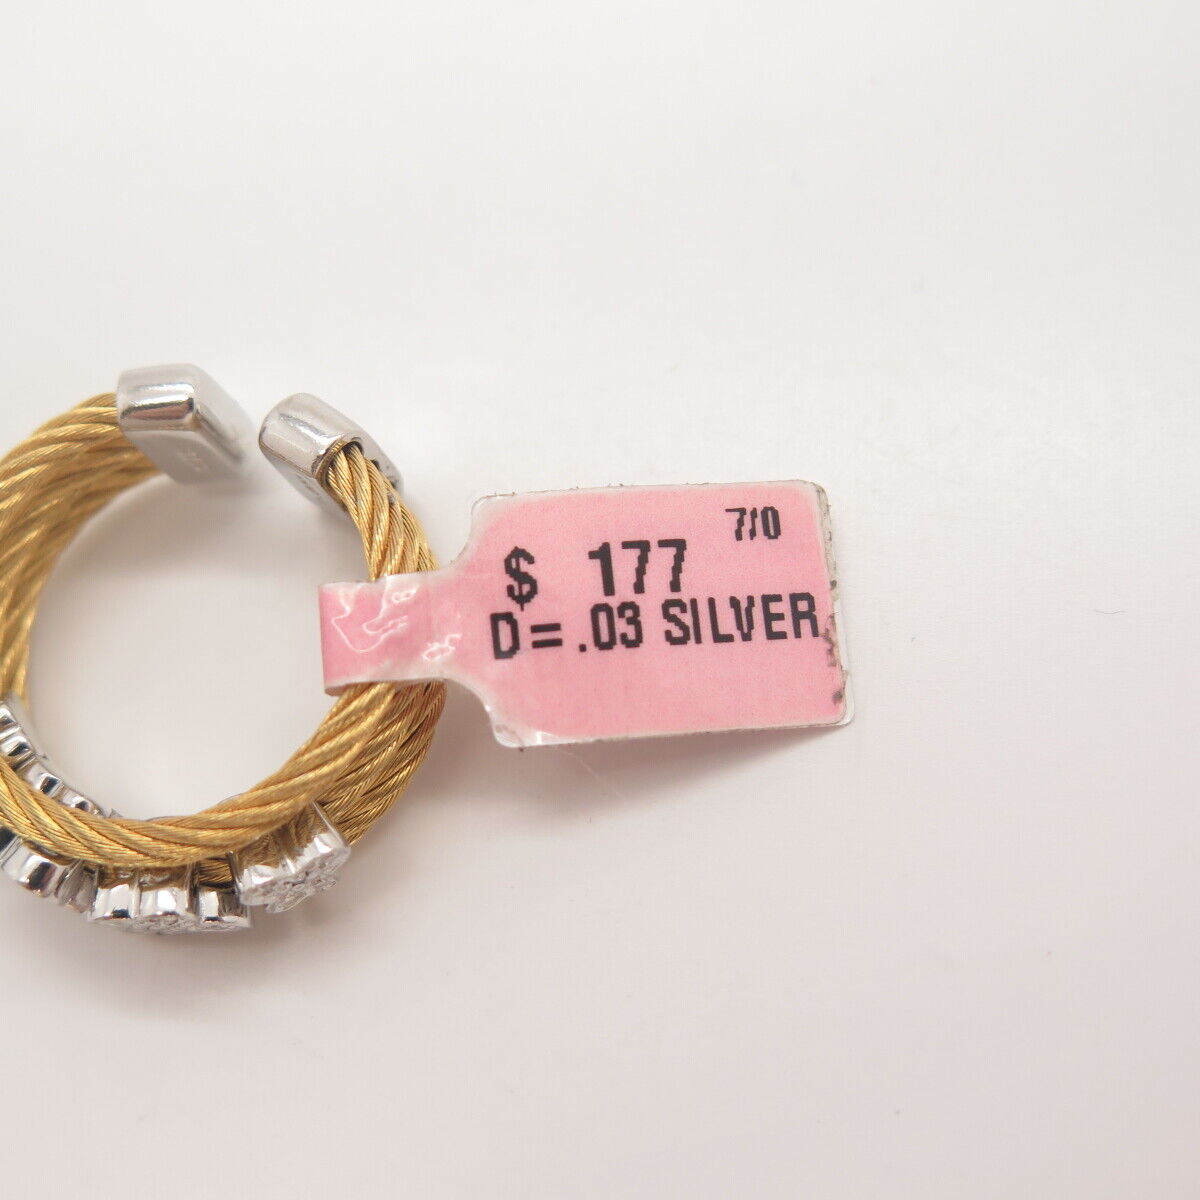 7/0
$ 177
D= .03 SILVER